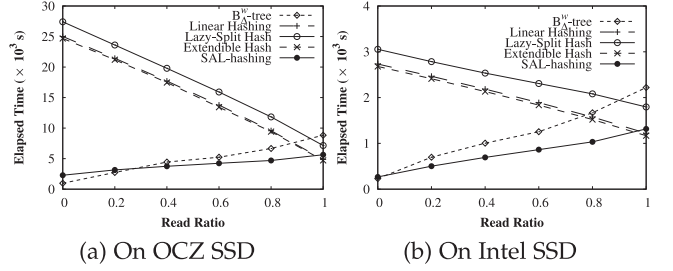 Elapsed Time (× 10³ s)
30
25
20
15
10
5
0
B_Δ^w-tree
Linear Hashing
Lazy-Split Hash
Extendible Hash
SAL-hashing
0 0.2 0.4 0.6 0.8 1
Read Ratio
(a) On OCZ SSD
Elapsed Time (× 10³ s)
4
3
2
1
0
B_Δ^w-tree
Linear Hashing
Lazy-Split Hash
Extendible Hash
SAL-hashing
0 0.2 0.4 0.6 0.8 1
Read Ratio
(b) On Intel SSD